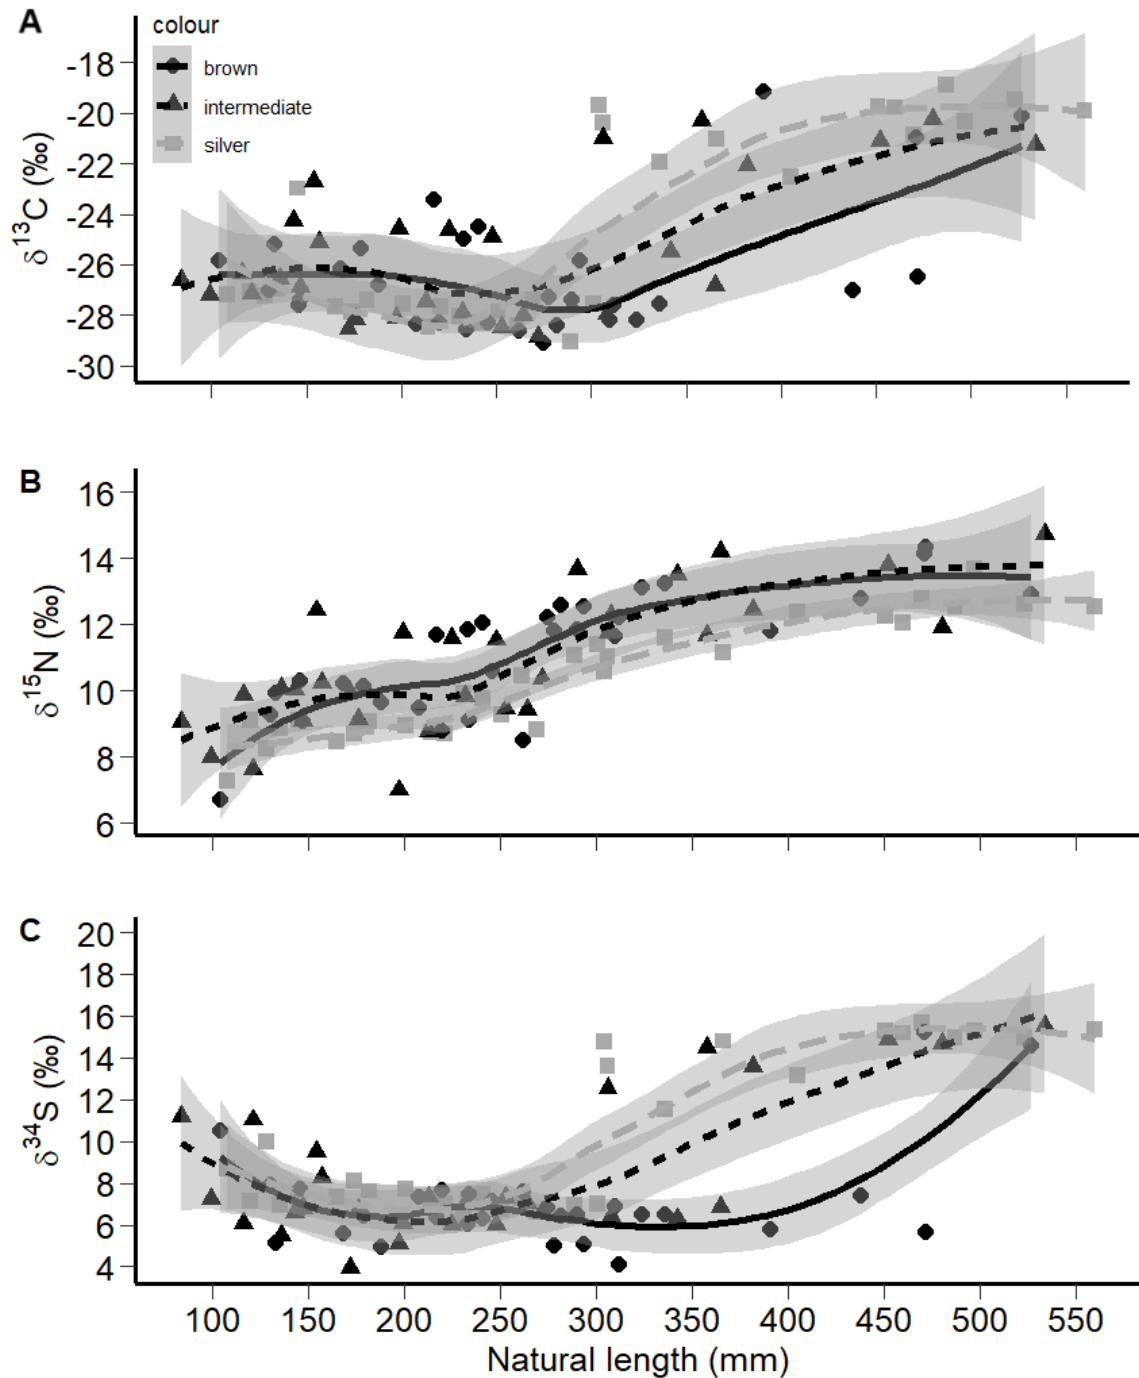 A
colour
brown
intermediate
silver
δ¹³C (‰)
-18
-20
-22
-24
-26
-28
-30
B
δ¹⁵N (‰)
16
14
12
10
8
6
C
δ³⁴S (‰)
20
18
16
14
12
10
8
6
4
100 150 200 250 300 350 400 450 500 550
Natural length (mm)